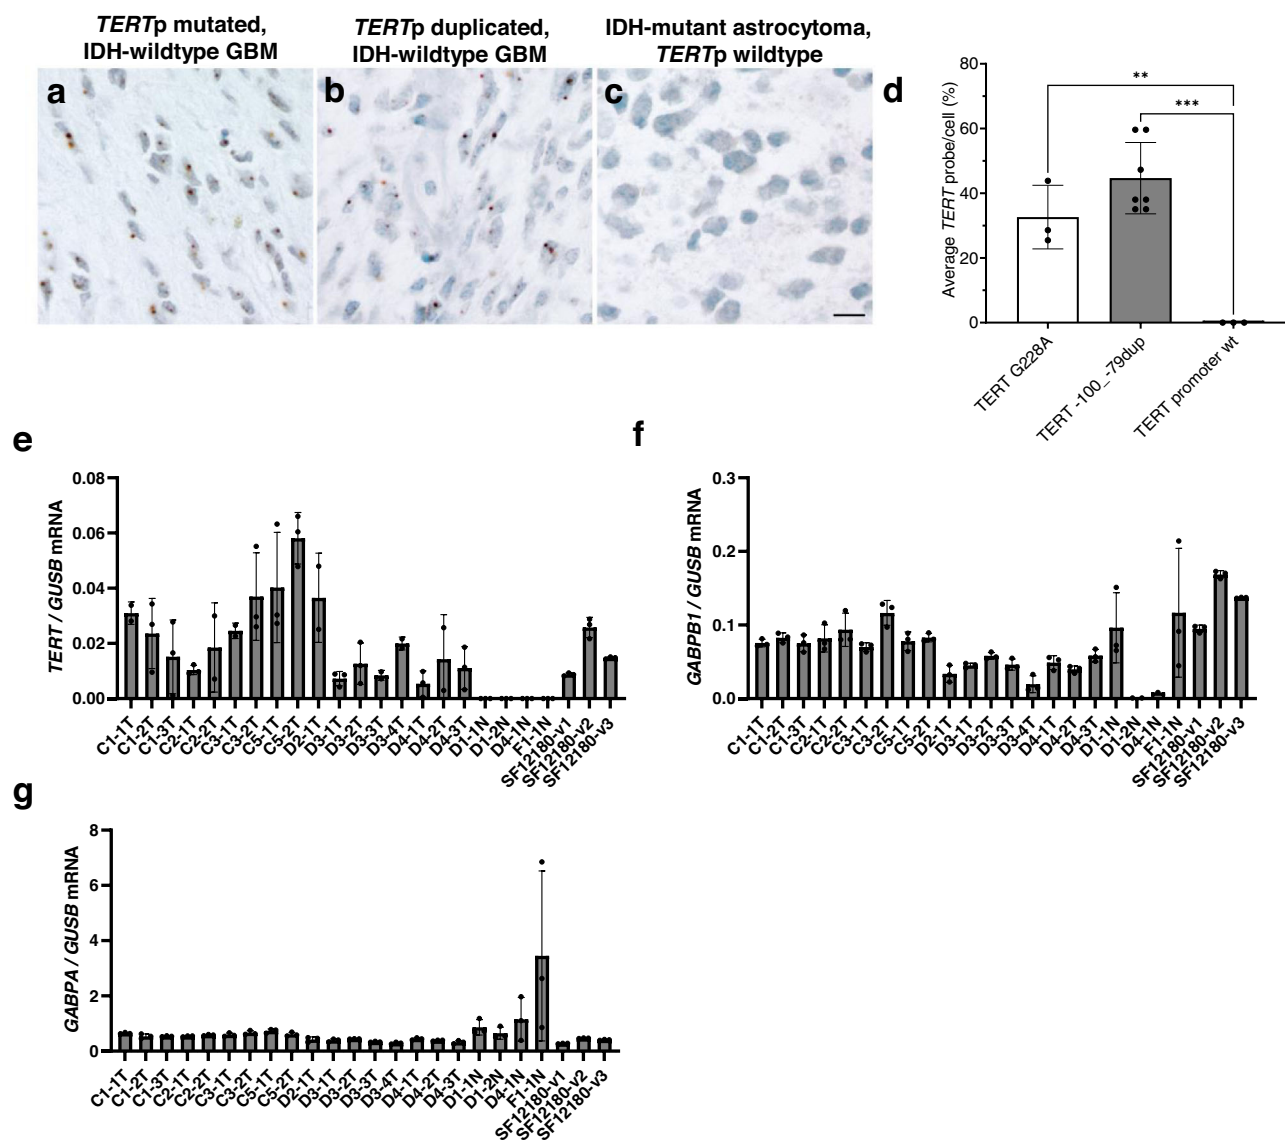 TERTp mutated,
IDH-wildtype GBM
TERTp duplicated,
IDH-wildtype GBM
IDH-mutant astrocytoma,
TERTp wildtype
a
b
c
d
Average TERT probe/cell (%)
80
60
40
20
0
**
***
TERT G228A
TERT -100_-79dup
TERT promoter wt
e
TERT / GUSB mRNA
0.08
0.06
0.04
0.02
0.00
C1-1T
C1-2T
C1-3T
C2-1T
C2-2T
C3-1T
C3-2T
C5-1T
C5-2T
D2-1T
D3-1T
D3-2T
D3-3T
D3-4T
D4-1T
D4-2T
D4-3T
D1-1N
D1-2N
D4-1N
F1-1N
SF12180-v1
SF12180-v2
SF12180-v3
f
GABPB1 / GUSB mRNA
0.3
0.2
0.1
0.0
C1-1T
C1-2T
C1-3T
C2-1T
C2-2T
C3-1T
C3-2T
C5-1T
C5-2T
D2-1T
D3-1T
D3-2T
D3-3T
D3-4T
D4-1T
D4-2T
D4-3T
D1-1N
D1-2N
D4-1N
F1-1N
SF12180-v1
SF12180-v2
SF12180-v3
g
GABPA / GUSB mRNA
8
6
4
2
0
C1-1T
C1-2T
C1-3T
C2-1T
C2-2T
C3-1T
C3-2T
C5-1T
C5-2T
D2-1T
D3-1T
D3-2T
D3-3T
D3-4T
D4-1T
D4-2T
D4-3T
D1-1N
D1-2N
D4-1N
F1-1N
SF12180-v1
SF12180-v2
SF12180-v3